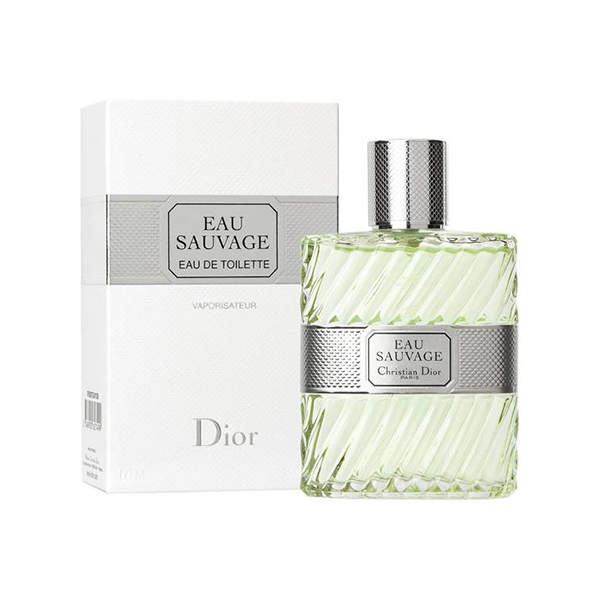 EAU
SAUVAGE
EAU DE TOILETTE
VAPORISATEUR
Dior
EAU
SAUVAGE
Christian Dior
PARIS